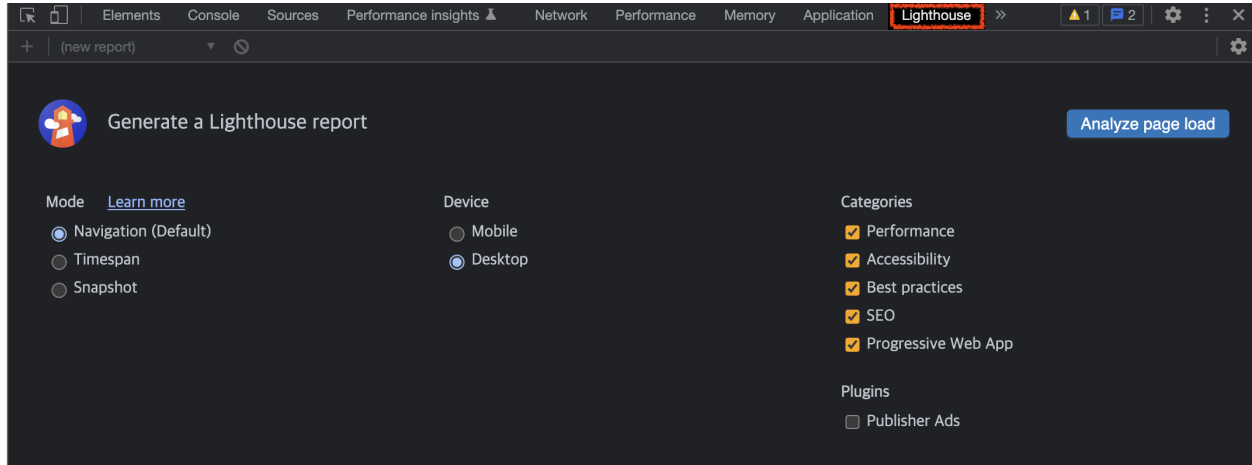 Elements Console Sources Performance insights Network Performance Memory Application Lighthouse » 1 2
+ (new report)
Generate a Lighthouse report
Analyze page load
Mode Learn more
Navigation (Default)
Timespan
Snapshot
Device
Mobile
Desktop
Categories
Performance
Accessibility
Best practices
SEO
Progressive Web App
Plugins
Publisher Ads